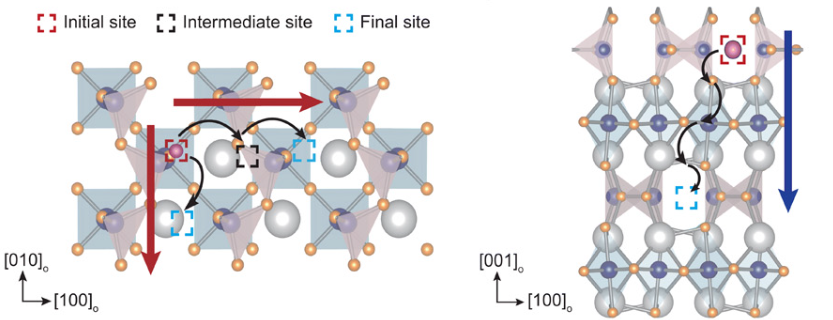 Initial site Intermediate site Final site
[010]ₒ
[100]ₒ
[001]ₒ
[100]ₒ